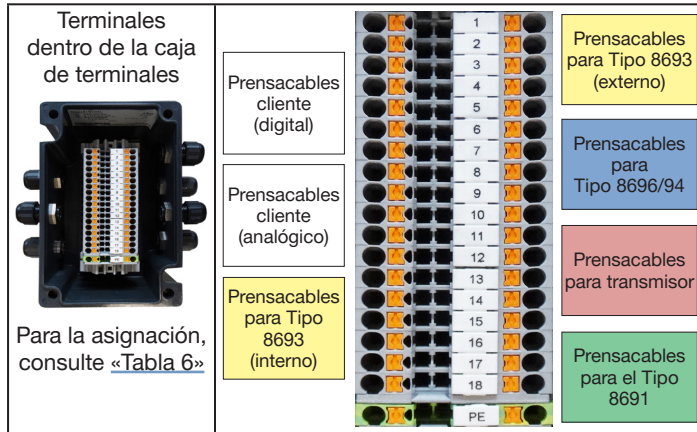 Terminales
dentro de la caja
de terminales
Para la asignación,
consulte «Tabla 6»
Prensacables
cliente
(digital)
Prensacables
cliente
(analógico)
Prensacables
para Tipo
8693
(interno)
1
2
3
4
5
6
7
8
9
10
11
12
13
14
15
16
17
18
PE
Prensacables
para Tipo 8693
(externo)
Prensacables
para
Tipo 8696/94
Prensacables
para transmisor
Prensacables
para el Tipo
8691